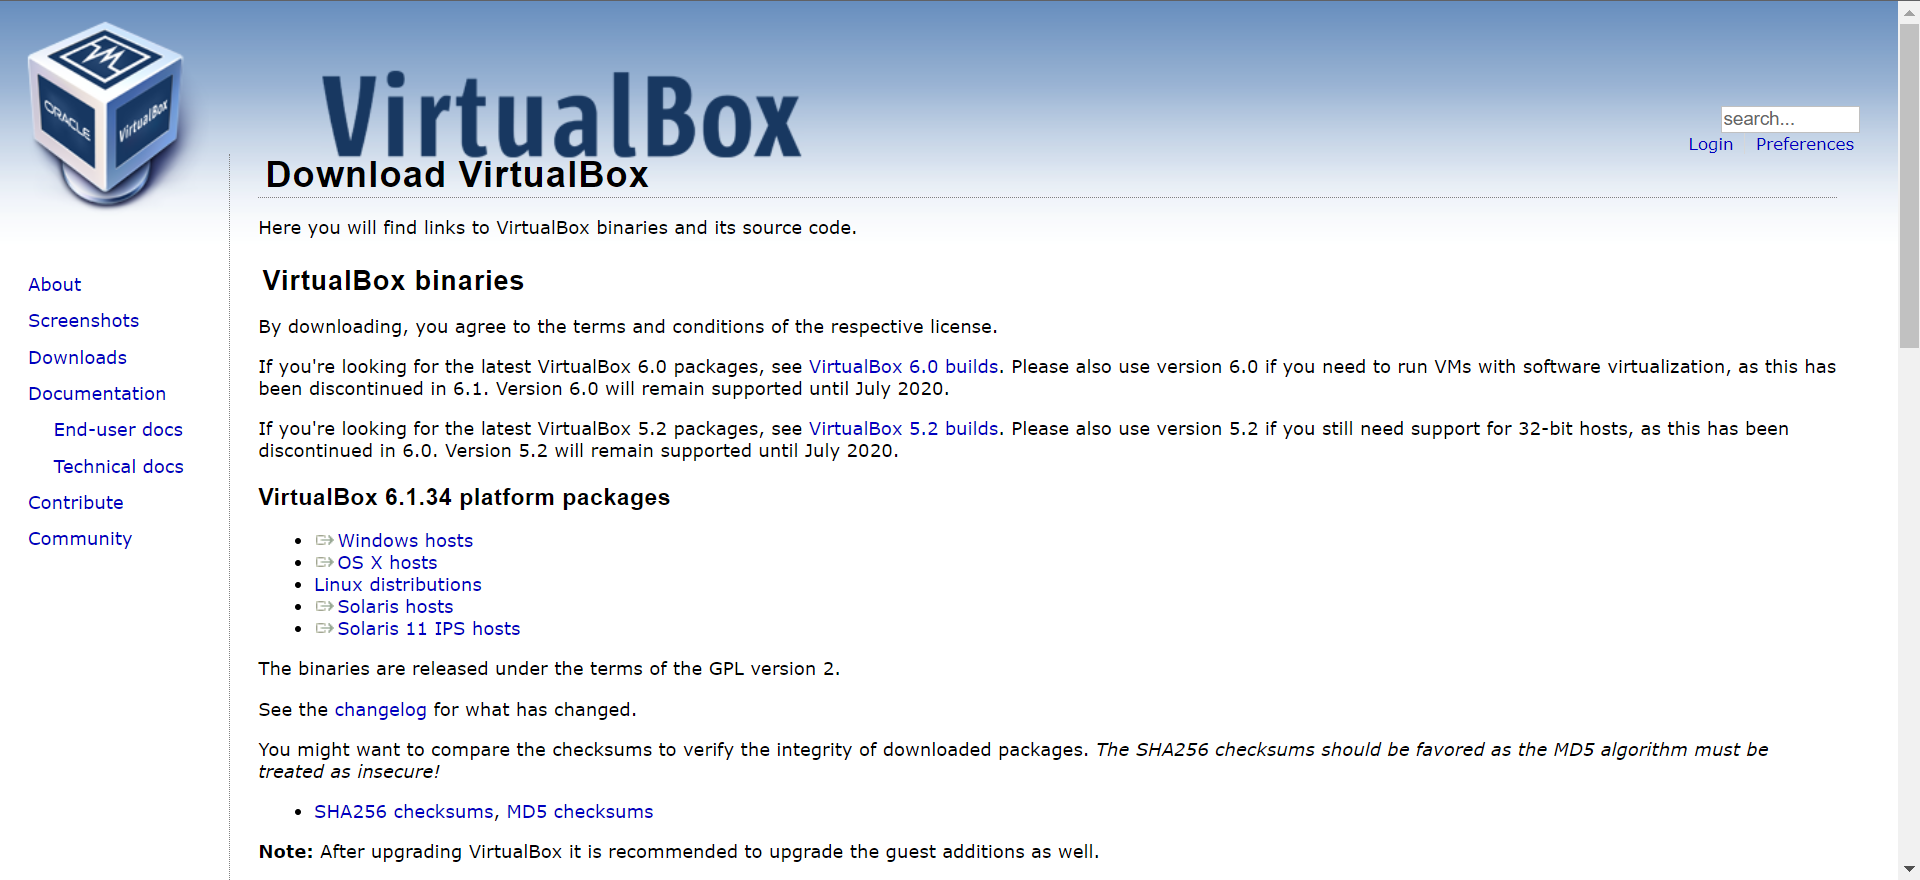 ORACLE
VirtualBox
VirtualBox
search...
Login Preferences
Download VirtualBox
Here you will find links to VirtualBox binaries and its source code.
About
Screenshots
Downloads
Documentation
End-user docs
Technical docs
Contribute
Community
VirtualBox binaries
By downloading, you agree to the terms and conditions of the respective license.
If you're looking for the latest VirtualBox 6.0 packages, see VirtualBox 6.0 builds. Please also use version 6.0 if you need to run VMs with software virtualization, as this has
been discontinued in 6.1. Version 6.0 will remain supported until July 2020.
If you're looking for the latest VirtualBox 5.2 packages, see VirtualBox 5.2 builds. Please also use version 5.2 if you still need support for 32-bit hosts, as this has been
discontinued in 6.0. Version 5.2 will remain supported until July 2020.
VirtualBox 6.1.34 platform packages
• Windows hosts
• OS X hosts
• Linux distributions
• Solaris hosts
• Solaris 11 IPS hosts
The binaries are released under the terms of the GPL version 2.
See the changelog for what has changed.
You might want to compare the checksums to verify the integrity of downloaded packages. The SHA256 checksums should be favored as the MD5 algorithm must be
treated as insecure!
• SHA256 checksums, MD5 checksums
Note: After upgrading VirtualBox it is recommended to upgrade the guest additions as well.